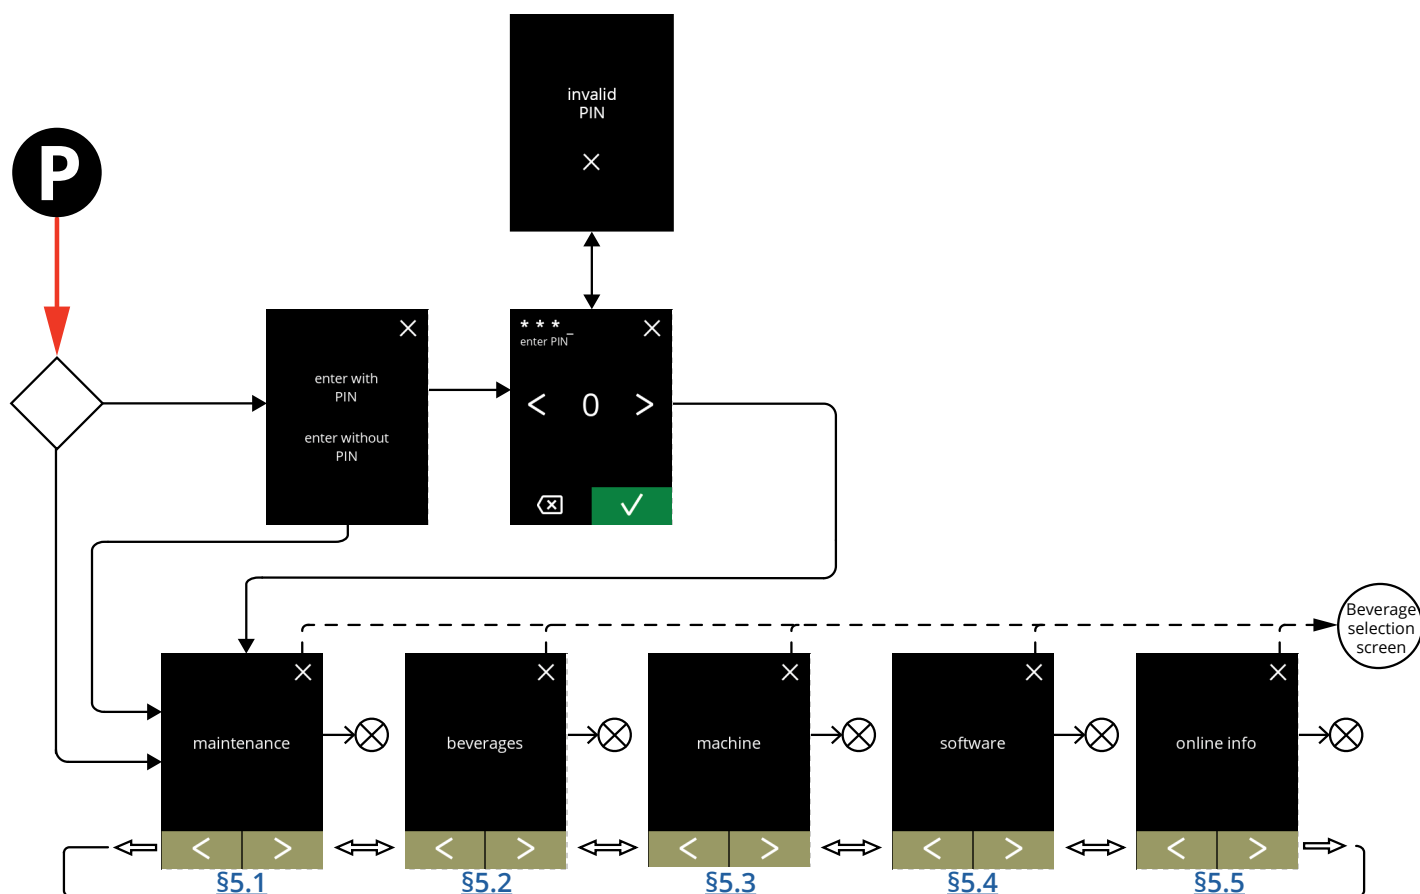 invalid
PIN
P
* * * _
enter PIN
enter with
PIN
enter without
PIN
< 0 >
Beverage
selection
screen
maintenance
beverages
machine
software
online info
< >
< >
< >
< >
< >
§5.1
§5.2
§5.3
§5.4
§5.5